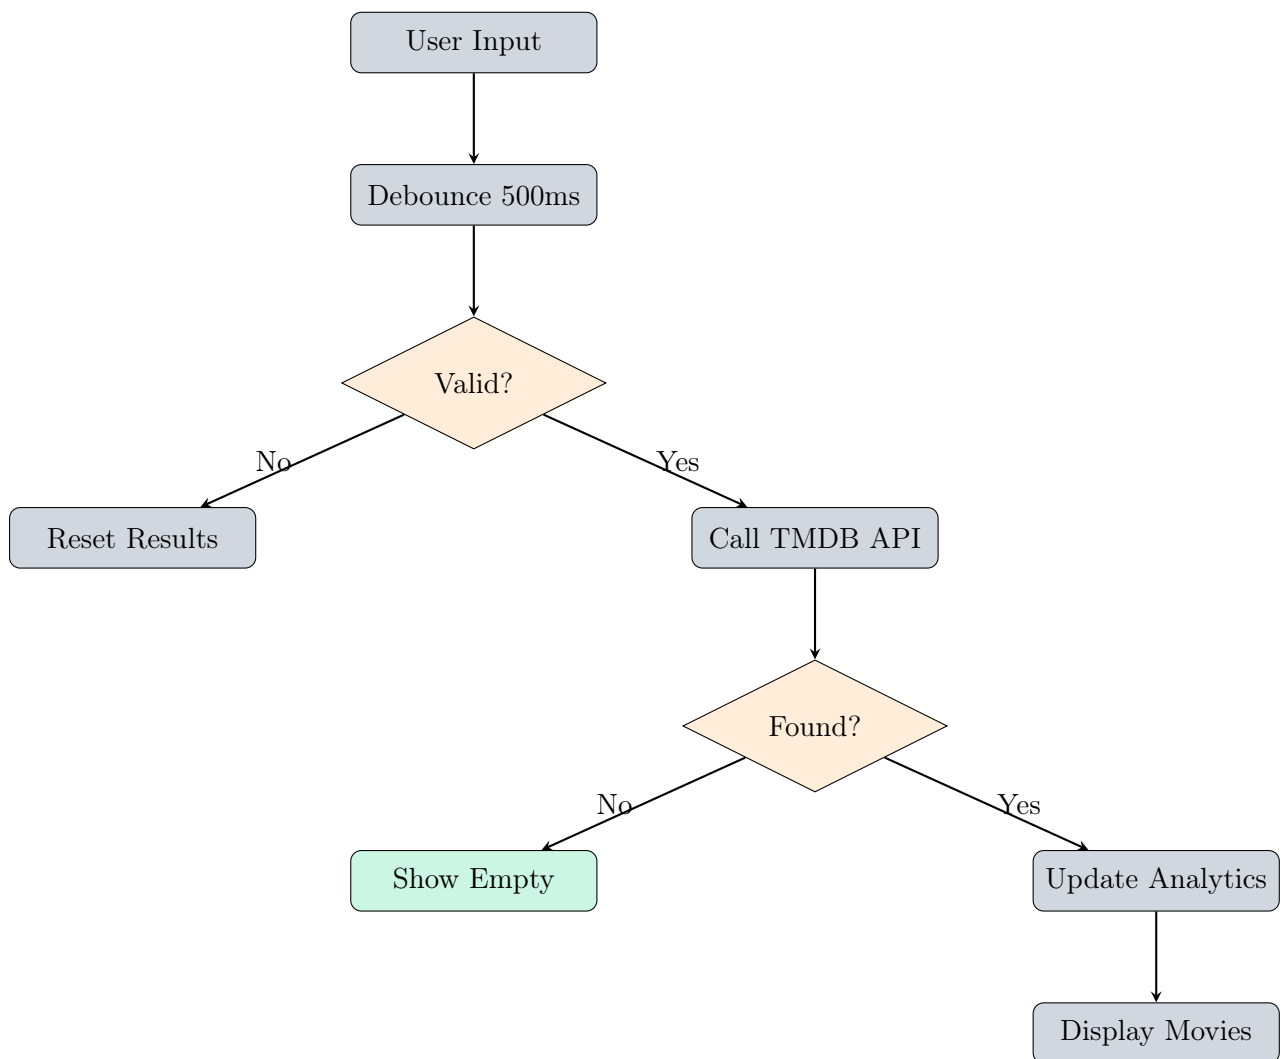 User Input
Debounce 500ms
Valid?
No
Yes
Reset Results
Call TMDB API
Found?
No
Yes
Show Empty
Update Analytics
Display Movies